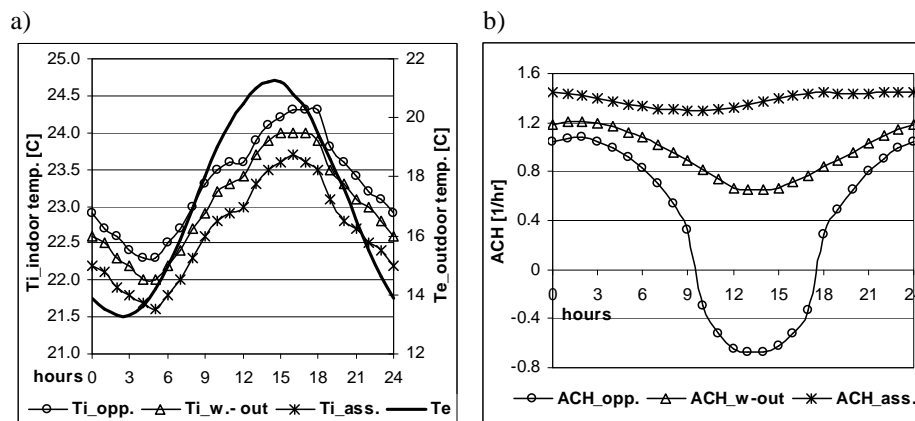 a)
25.0
24.5
24.0
23.5
23.0
22.5
22.0
21.5
21.0
Ti_indoor temp. [C]
22
20
18
16
14
12
Te_outdoor temp. [C]
hours
0 3 6 9 12 15 18 21 24
Ti_opp. Ti_w.- out Ti_ass. Te
b)
1.6
1.2
0.8
0.4
0
-0.4
-0.8
ACH [1/hr]
0 3 6 9 12 15 18 21 24
hours
ACH_opp. ACH_w-out ACH_ass.